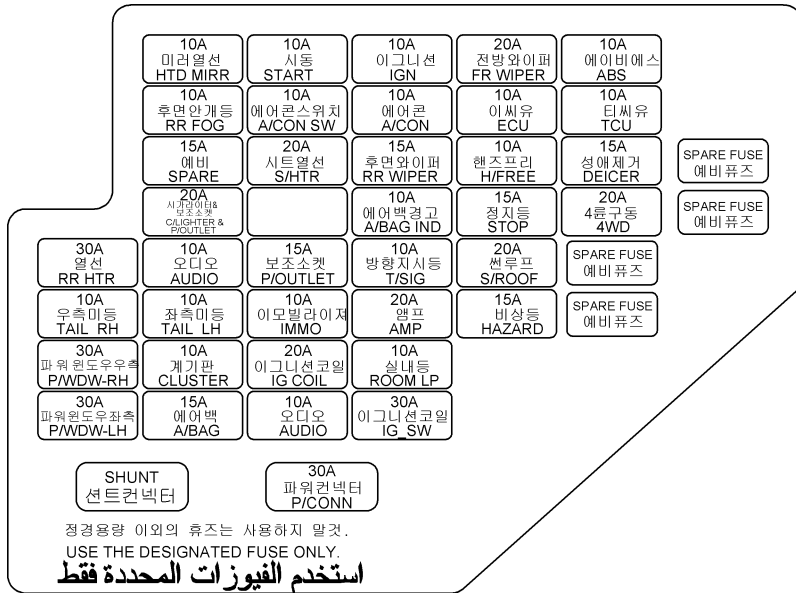 10A
미러열선
HTD MIRR
10A
시동
START
10A
이그니션
IGN
20A
전방와이퍼
FR WIPER
10A
에이비에스
ABS
10A
후면안개등
RR FOG
10A
에어콘스위치
A/CON SW
10A
에어콘
A/CON
10A
이씨유
ECU
10A
티씨유
TCU
15A
예비
SPARE
20A
시트열선
S/HTR
15A
후면와이퍼
RR WIPER
10A
핸즈프리
H/FREE
15A
성애제거
DEICER
SPARE FUSE
예비퓨즈
20A
시가라이터&
보조소켓
C/LIGHTER &
P/OUTLET
10A
에어백경고
A/BAG IND
15A
정지등
STOP
20A
4륜구동
4WD
SPARE FUSE
예비퓨즈
30A
열선
RR HTR
10A
오디오
AUDIO
15A
보조소켓
P/OUTLET
10A
방향지시등
T/SIG
20A
썬루프
S/ROOF
SPARE FUSE
예비퓨즈
10A
우측미등
TAIL RH
10A
좌측미등
TAIL LH
10A
이모빌라이져
IMMO
20A
앰프
AMP
15A
비상등
HAZARD
SPARE FUSE
예비퓨즈
30A
파워윈도우우측
P/WDW-RH
10A
계기판
CLUSTER
20A
이그니션코일
IG COIL
10A
실내등
ROOM LP
30A
파워윈도우좌측
P/WDW-LH
15A
에어백
A/BAG
10A
오디오
AUDIO
30A
이그니션코일
IG_SW
SHUNT
션트컨넥터
30A
파워컨넥터
P/CONN
정경용량 이외의 휴즈는 사용하지 말것.
USE THE DESIGNATED FUSE ONLY.
استخدم الفيوزات المحددة فقط